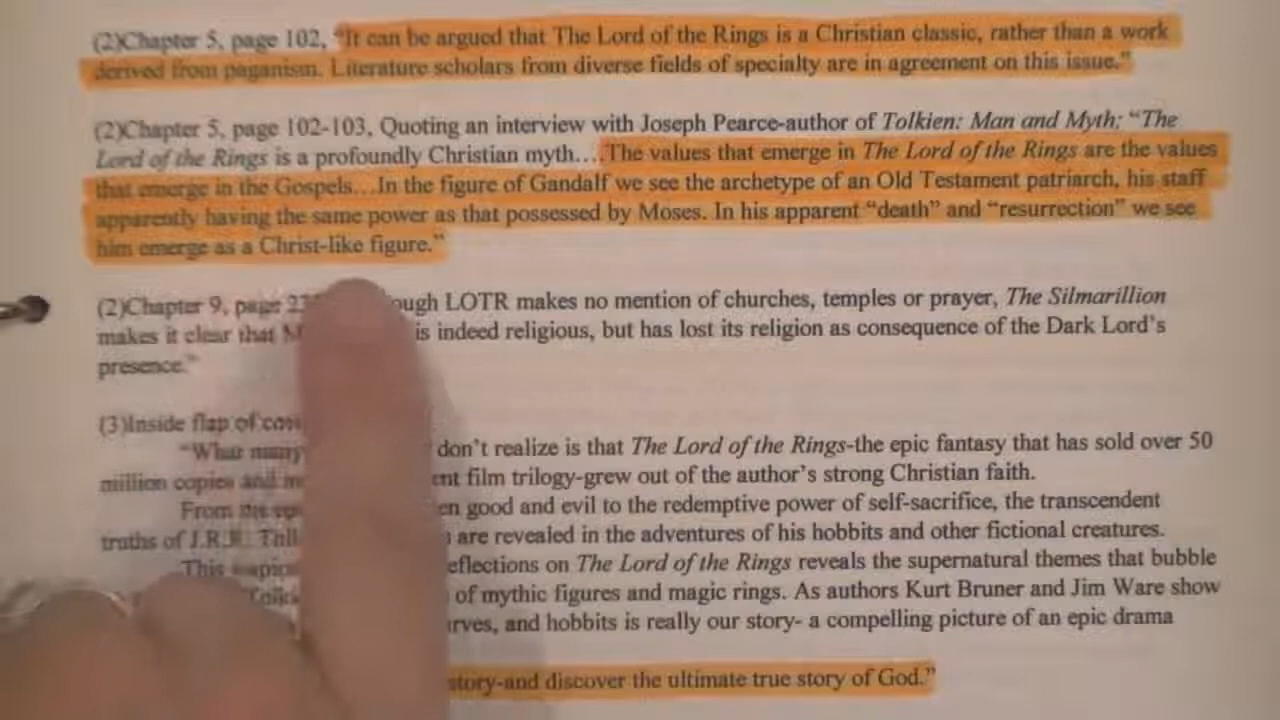 (2)Chapter 5, page 102, “It can be argued that The Lord of the Rings is a Christian classic, rather than a work
derived from paganism. Literature scholars from diverse fields of specialty are in agreement on this issue.”
(2)Chapter 5, page 102-103, Quoting an interview with Joseph Pearce-author of Tolkien: Man and Myth; “The
Lord of the Rings is a profoundly Christian myth….The values that emerge in The Lord of the Rings are the values
that emerge in the Gospels…In the figure of Gandalf we see the archetype of an Old Testament patriarch, his staff
apparently having the same power as that possessed by Moses. In his apparent “death” and “resurrection” we see
him emerge as a Christ-like figure.”
(2)Chapter 9, page LOTR makes no mention of churches, temples or prayer, The Silmarillion
makes it clear that is indeed religious, but has lost its religion as consequence of the Dark Lord’s
presence.”
(3)Inside flap of
“What many don’t realize is that The Lord of the Rings-the epic fantasy that has sold over 50
million copies and film trilogy-grew out of the author’s strong Christian faith.
From good and evil to the redemptive power of self-sacrifice, the transcendent
truths of J.R.R. are revealed in the adventures of his hobbits and other fictional creatures.
This on The Lord of the Rings reveals the supernatural themes that bubble
of mythic figures and magic rings. As authors Kurt Bruner and Jim Ware show
and hobbits is really our story- a compelling picture of an epic drama
story-and discover the ultimate true story of God.”